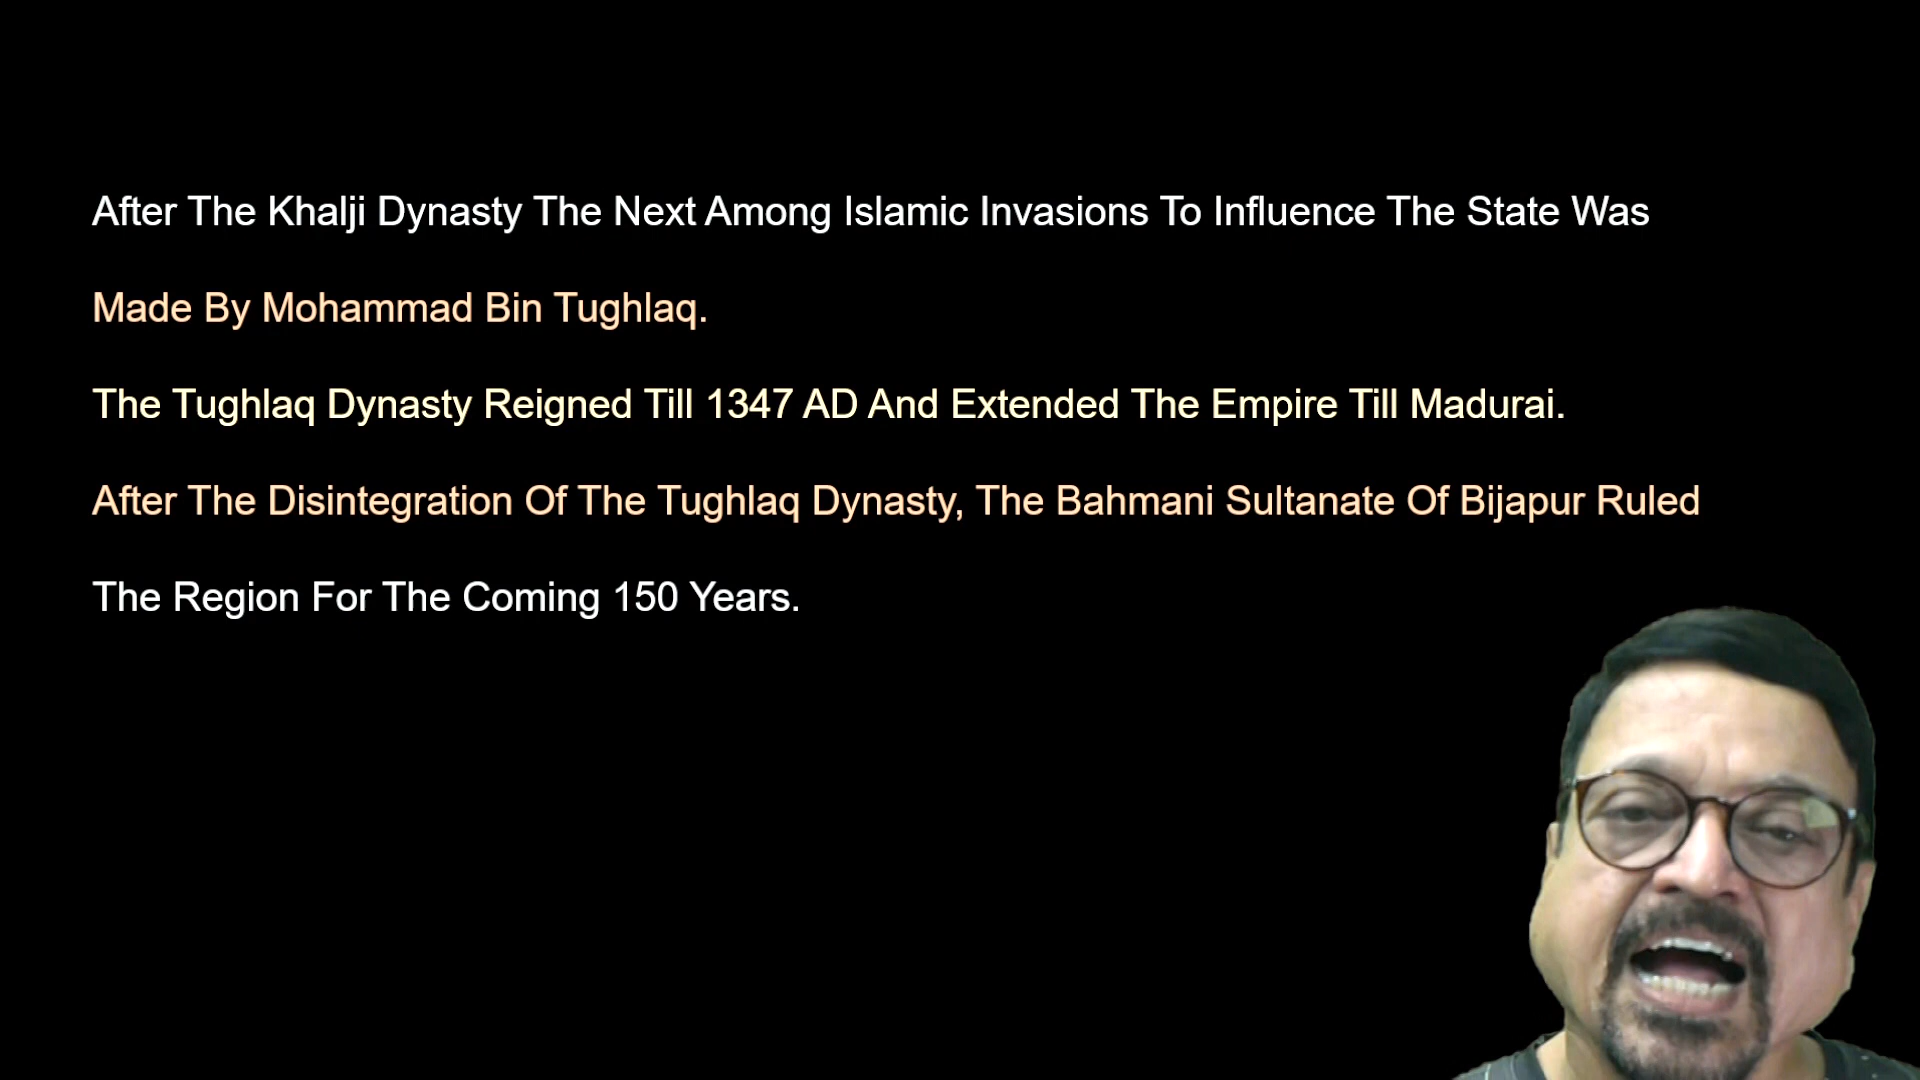 After The Khalji Dynasty The Next Among Islamic Invasions To Influence The State Was
Made By Mohammad Bin Tughlaq.
The Tughlaq Dynasty Reigned Till 1347 AD And Extended The Empire Till Madurai.
After The Disintegration Of The Tughlaq Dynasty, The Bahmani Sultanate Of Bijapur Ruled
The Region For The Coming 150 Years.